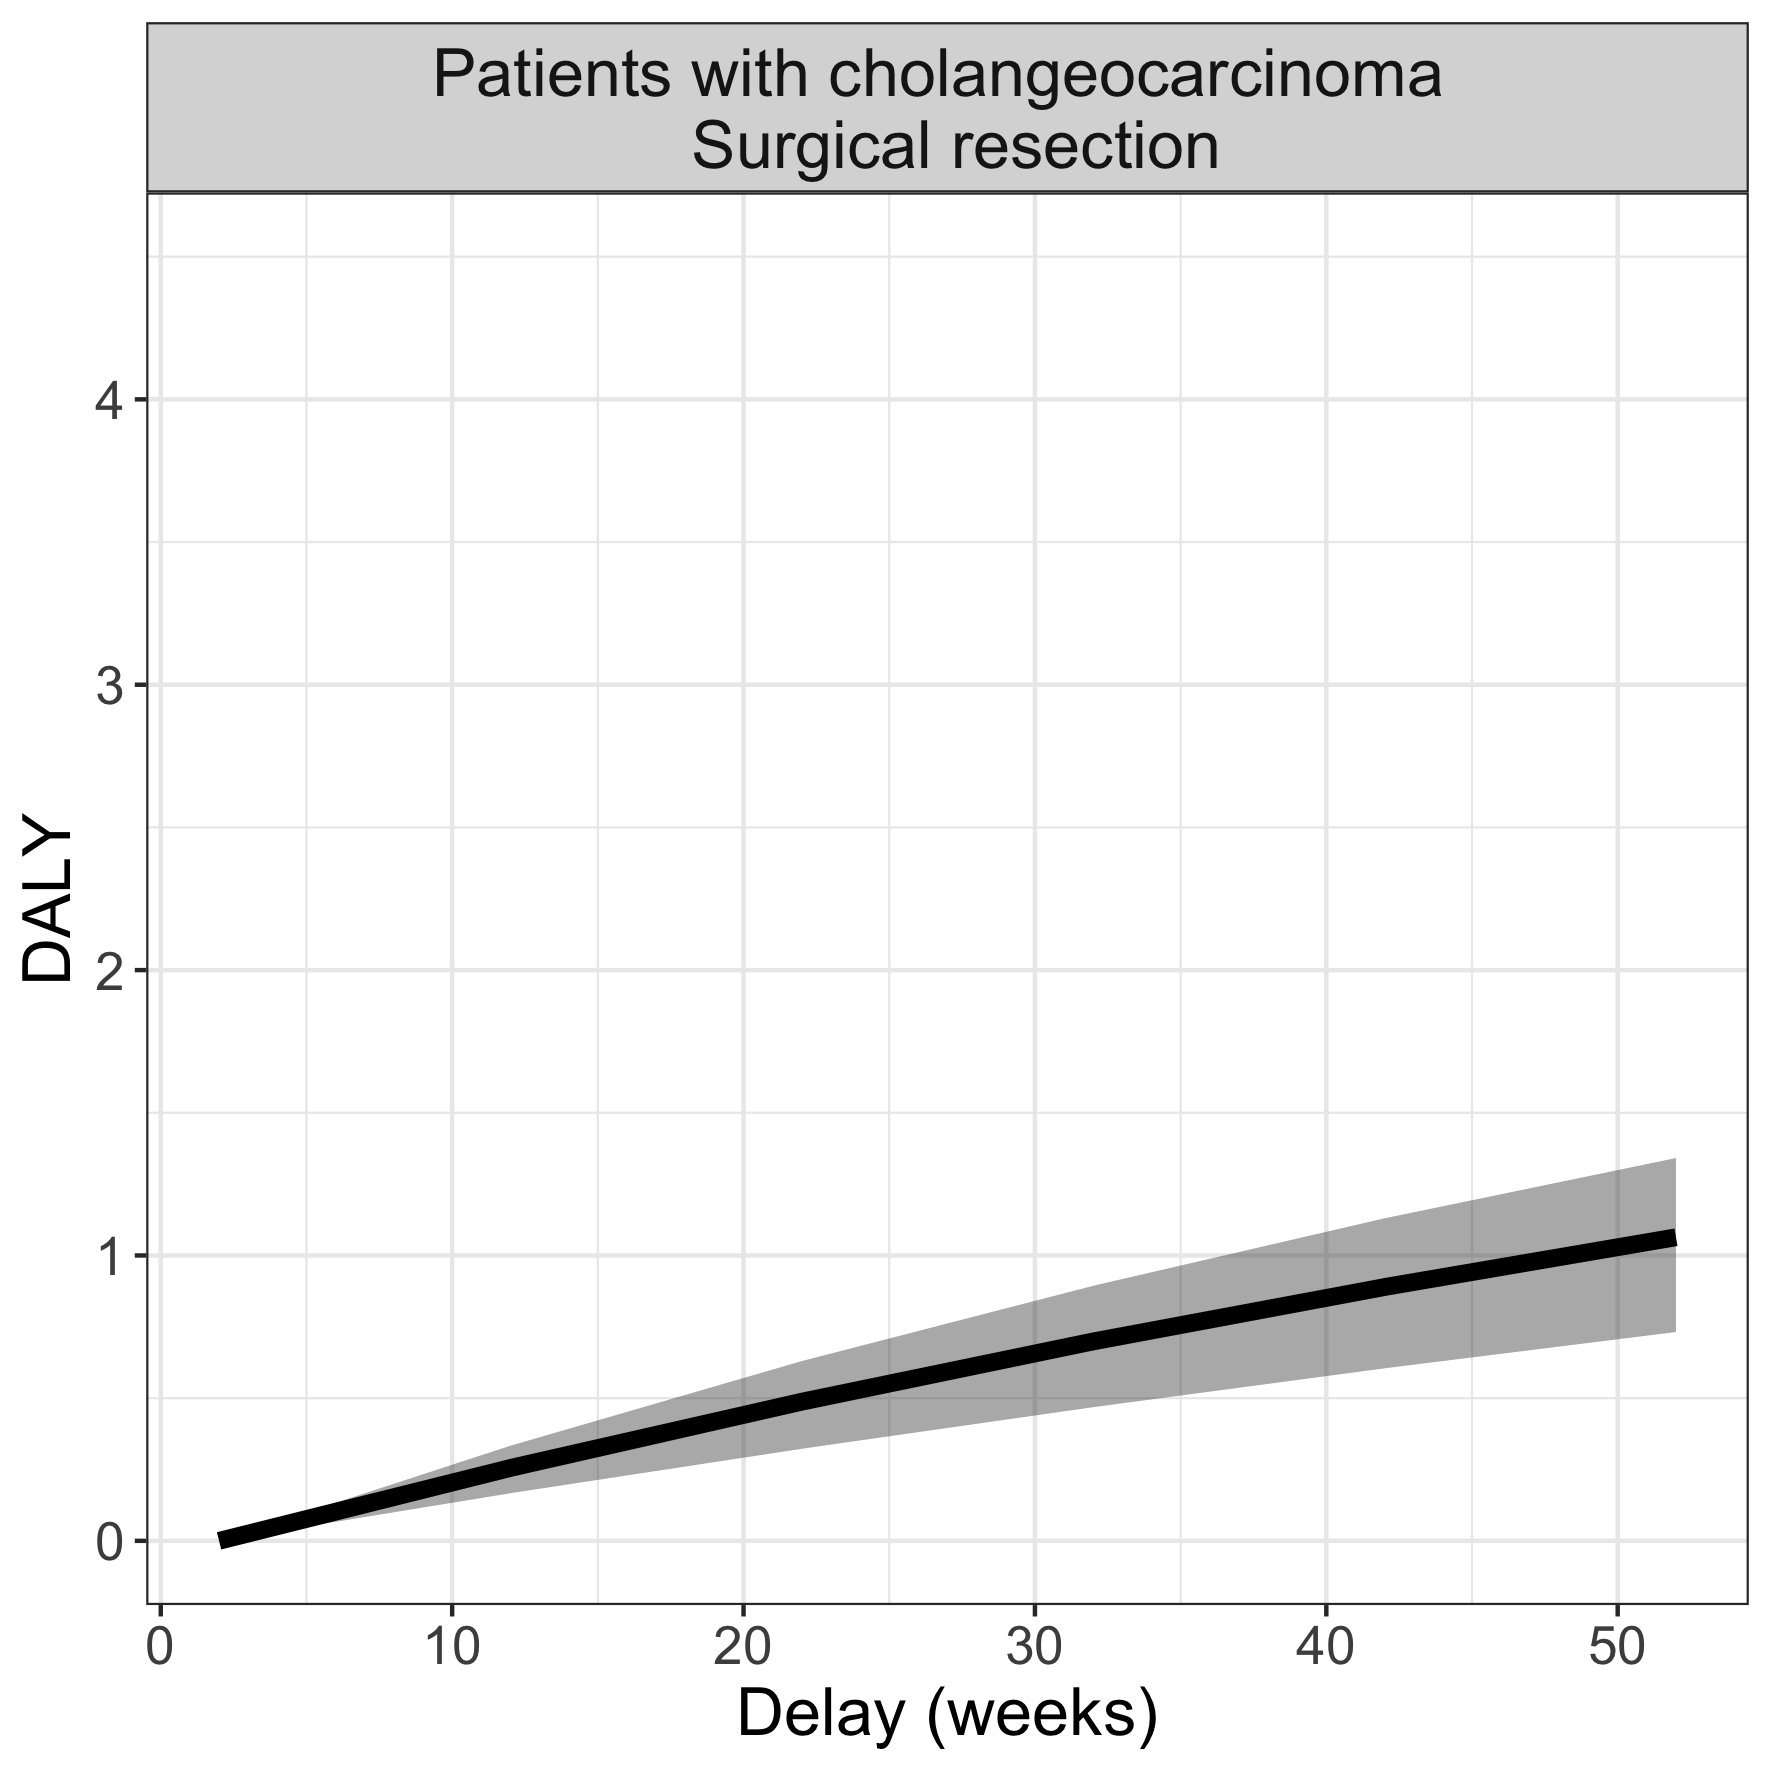 Patients with cholangeocarcinoma
Surgical resection
DALY
4
3
2
1
0
0 10 20 30 40 50
Delay (weeks)